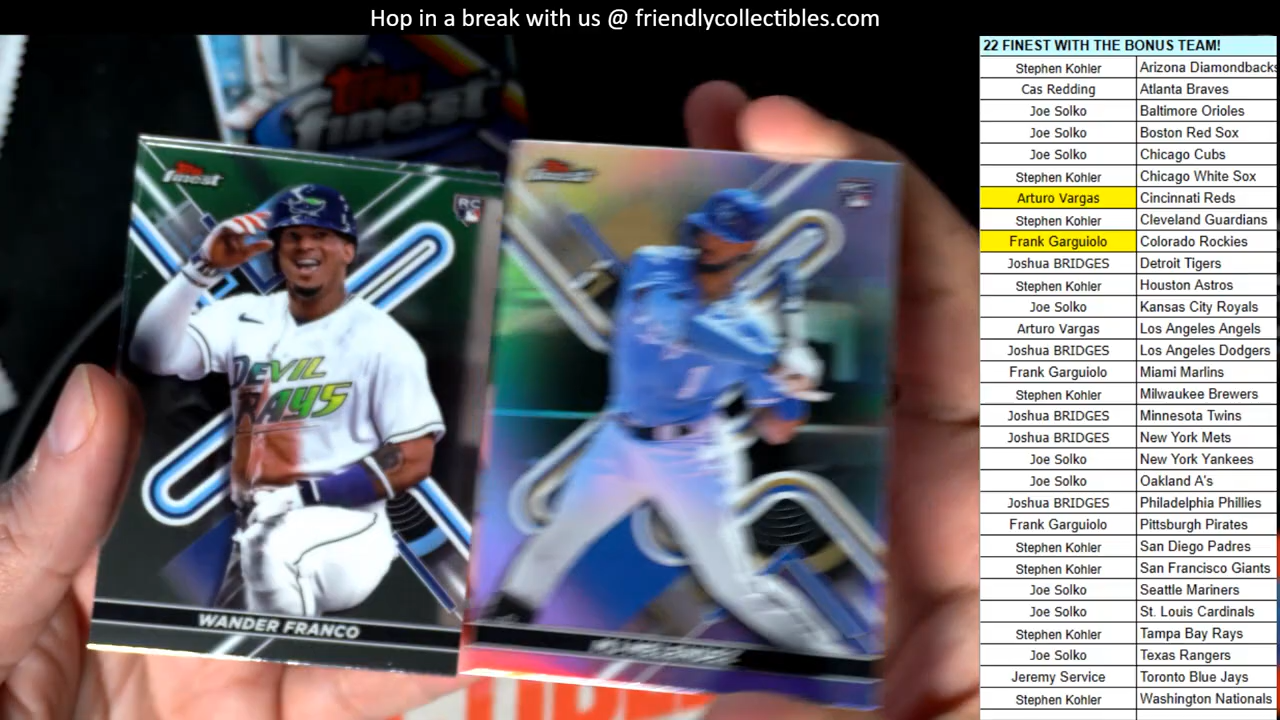 Hop in a break with us @ friendlycollectibles.com
Topps
finest
Topps
finest
RC
DEVIL
RAYS
WANDER FRANCO
Topps
finest
RC
22 FINEST WITH THE BONUS TEAM!
Stephen Kohler Arizona Diamondbacks
Cas Redding Atlanta Braves
Joe Solko Baltimore Orioles
Joe Solko Boston Red Sox
Joe Solko Chicago Cubs
Stephen Kohler Chicago White Sox
Arturo Vargas Cincinnati Reds
Stephen Kohler Cleveland Guardians
Frank Garguiolo Colorado Rockies
Joshua BRIDGES Detroit Tigers
Stephen Kohler Houston Astros
Joe Solko Kansas City Royals
Arturo Vargas Los Angeles Angels
Joshua BRIDGES Los Angeles Dodgers
Frank Garguiolo Miami Marlins
Stephen Kohler Milwaukee Brewers
Joshua BRIDGES Minnesota Twins
Joshua BRIDGES New York Mets
Joe Solko New York Yankees
Joe Solko Oakland A's
Joshua BRIDGES Philadelphia Phillies
Frank Garguiolo Pittsburgh Pirates
Stephen Kohler San Diego Padres
Stephen Kohler San Francisco Giants
Joe Solko Seattle Mariners
Joe Solko St. Louis Cardinals
Stephen Kohler Tampa Bay Rays
Joe Solko Texas Rangers
Jeremy Service Toronto Blue Jays
Stephen Kohler Washington Nationals